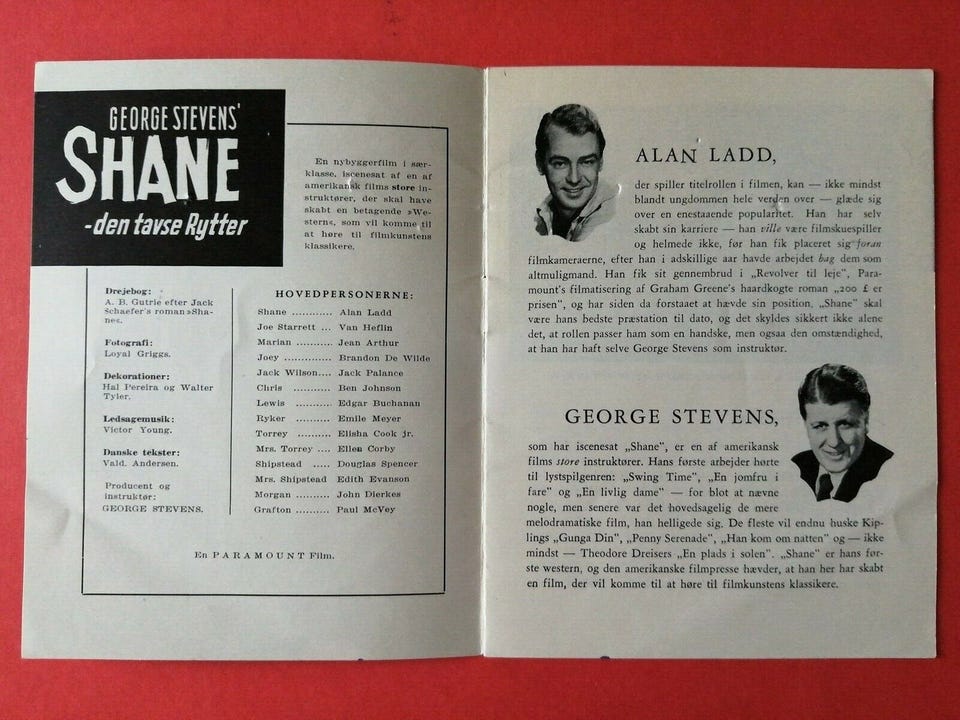 GEORGE STEVENS'
SHANE
-den tavse Rytter
En nybyggerfilm i sær-
klasse, iscenesat af en af
amerikansk films store in-
struktører, der skal have
skabt en betagende »We-
stern«, som vil komme til
at høre til filmkunstens
klassikere.
Drejebog:
A. B. Gutrie efter Jack
Schaefer's roman »Sha-
ne«.
Fotografi:
Loyal Griggs.
Dekorationer:
Hal Pereira og Walter
Tyler.
Ledsagemusik:
Victor Young.
Danske tekster:
Vald. Andersen.
Producent og
instruktør:
GEORGE STEVENS.
HOVEDPERSONERNE:
Shane ............ Alan Ladd
Joe Starrett ... Van Heflin
Marian ........... Jean Arthur
Joey .............. Brandon De Wilde
Jack Wilson.... Jack Palance
Chris ........... Ben Johnson
Lewis ........... Edgar Buchanan
Ryker ........... Emile Meyer
Torrey .......... Elisha Cook jr.
Mrs. Torrey .... Ellen Corby
Shipstead ..... Douglas Spencer
Mrs. Shipstead Edith Evanson
Morgan .......... John Dierkes
Grafton .......... Paul McVey
En PARAMOUNT Film.
ALAN LADD,
der spiller titelrollen i filmen, kan — ikke mindst
blandt ungdommen hele verden over — glæde sig
over en enestaaende popularitet. Han har selv
skabt sin karriere — han ville være filmskuespiller
og helmede ikke, før han fik placeret sig foran
filmkameraerne, efter han i adskillige aar havde arbejdet bag dem som
altmuligmand. Han fik sit gennembrud i „Revolver til leje”, Para-
mount's filmatisering af Graham Greene's haardkogte roman „200 £ er
prisen”, og har siden da forstaaet at hævde sin position. „Shane” skal
være hans bedste præstation til dato, og det skyldes sikkert ikke alene
det, at rollen passer ham som en handske, men ogsaa den omstændighed,
at han har haft selve George Stevens som instruktør.
GEORGE STEVENS,
som har iscenesat „Shane”, er en af amerikansk
films store instruktører. Hans første arbejder hørte
til lystspilgenren: „Swing Time”, „En jomfru i
fare” og „En livlig dame” — for blot at nævne
nogle, men senere var det hovedsagelig de mere
melodramatiske film, han helligede sig. De fleste vil endnu huske Kip-
lings „Gunga Din”, „Penny Serenade”, „Han kom om natten” og — ikke
mindst — Theodore Dreisers „En plads i solen”. „Shane” er hans før-
ste western, og den amerikanske filmpresse hævder, at han her har skabt
en film, der vil komme til at høre til filmkunstens klassikere.